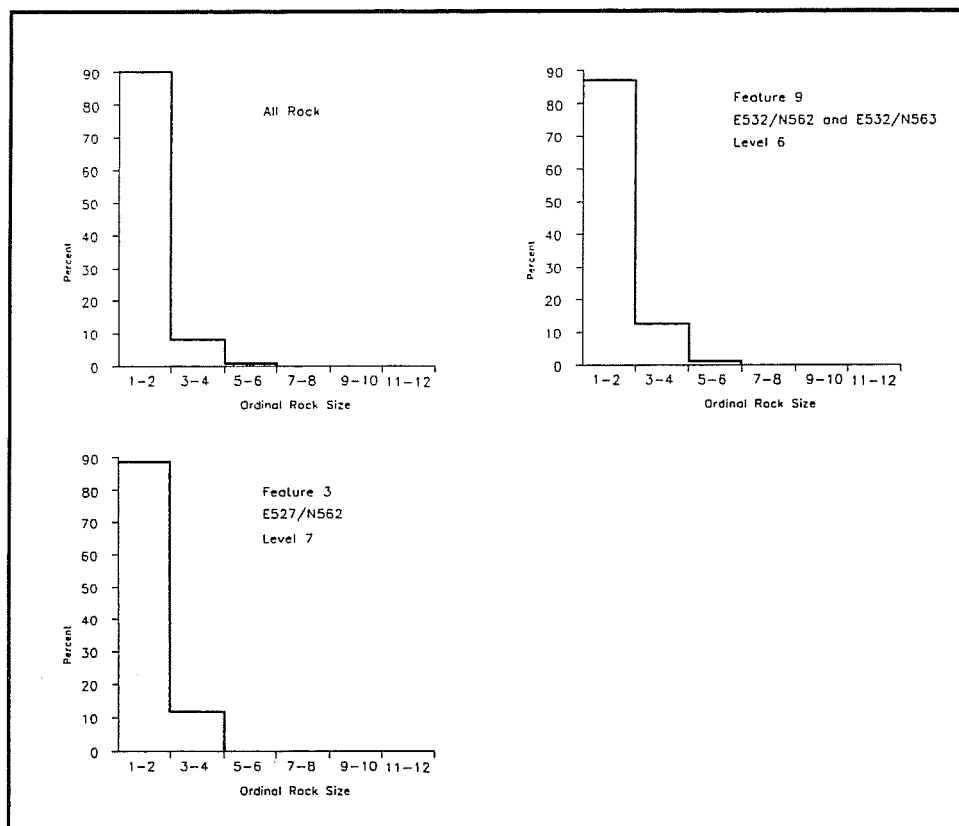 All Rock
90
80
70
60
50
40
30
20
10
0
Percent
1-2 3-4 5-6 7-8 9-10 11-12
Ordinal Rock Size
Feature 9
E532/N562 and E532/N563
Level 6
90
80
70
60
50
40
30
20
10
0
Percent
1-2 3-4 5-6 7-8 9-10 11-12
Ordinal Rock Size
Feature 3
E527/N562
Level 7
90
80
70
60
50
40
30
20
10
0
Percent
1-2 3-4 5-6 7-8 9-10 11-12
Ordinal Rock Size